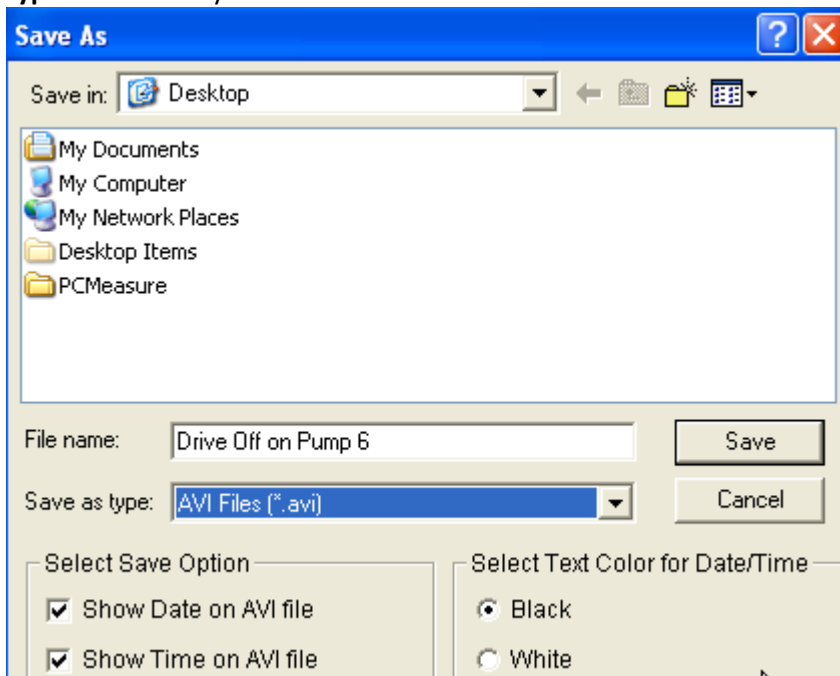 Save As
Save in: Desktop
My Documents
My Computer
My Network Places
Desktop Items
PCMeasure
File name: Drive Off on Pump 6 Save
Save as type: AVI Files (*.avi) Cancel
Select Save Option Select Text Color for Date/Time
Show Date on AVI file Black
Show Time on AVI file White